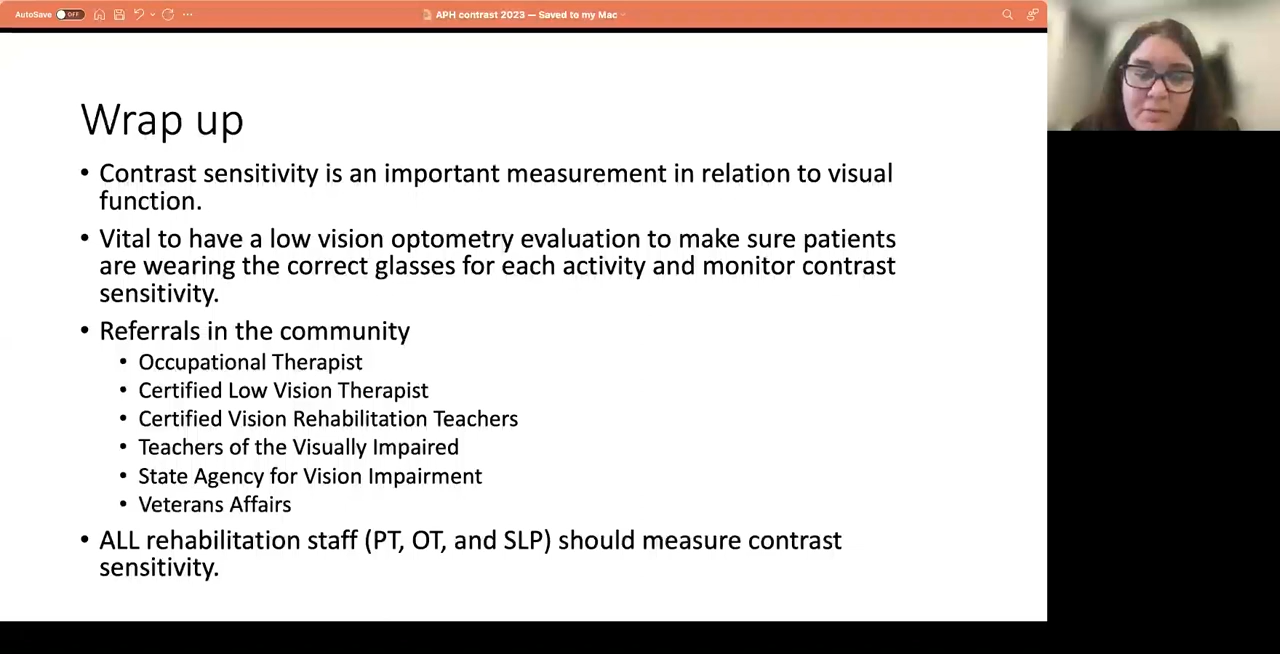 AutoSave OFF
APH contrast 2023 — Saved to my Mac
Wrap up
• Contrast sensitivity is an important measurement in relation to visual
function.
• Vital to have a low vision optometry evaluation to make sure patients
are wearing the correct glasses for each activity and monitor contrast
sensitivity.
• Referrals in the community
• Occupational Therapist
• Certified Low Vision Therapist
• Certified Vision Rehabilitation Teachers
• Teachers of the Visually Impaired
• State Agency for Vision Impairment
• Veterans Affairs
• ALL rehabilitation staff (PT, OT, and SLP) should measure contrast
sensitivity.